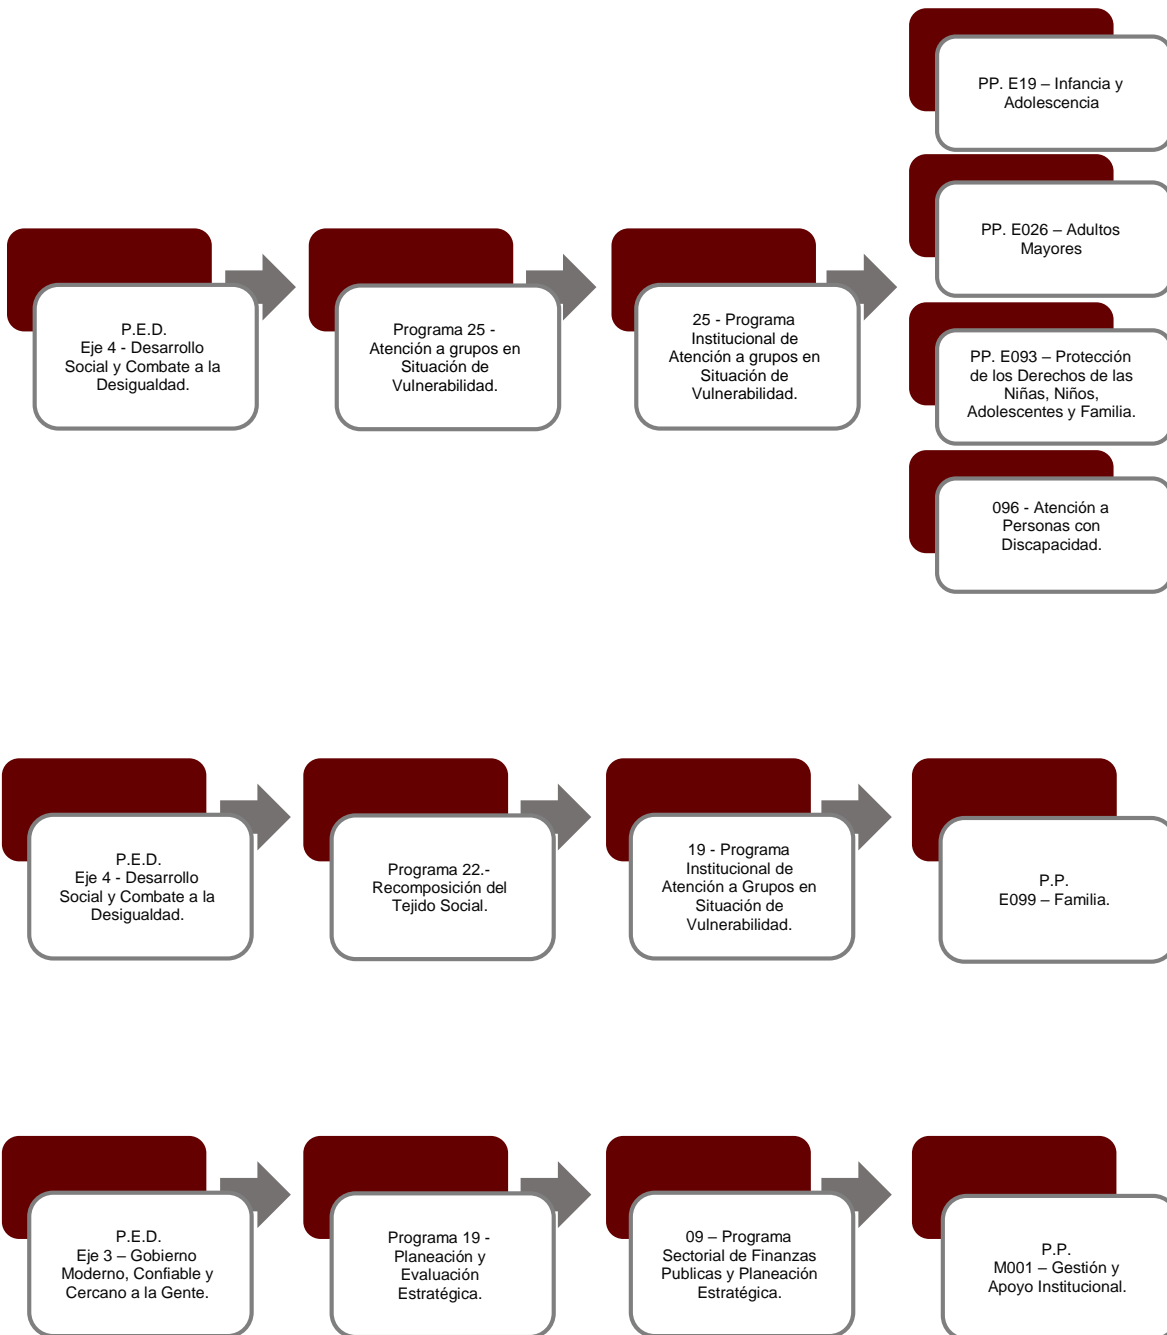 PP. E19 – Infancia y
Adolescencia
PP. E026 – Adultos
Mayores
P.E.D.
Eje 4 - Desarrollo
Social y Combate a la
Desigualdad.
Programa 25 -
Atención a grupos en
Situación de
Vulnerabilidad.
25 - Programa
Institucional de
Atención a grupos en
Situación de
Vulnerabilidad.
PP. E093 – Protección
de los Derechos de las
Niñas, Niños,
Adolescentes y Familia.
096 - Atención a
Personas con
Discapacidad.
P.E.D.
Eje 4 - Desarrollo
Social y Combate a la
Desigualdad.
Programa 22.-
Recomposición del
Tejido Social.
19 - Programa
Institucional de
Atención a Grupos en
Situación de
Vulnerabilidad.
P.P.
E099 – Familia.
P.E.D.
Eje 3 – Gobierno
Moderno, Confiable y
Cercano a la Gente.
Programa 19 -
Planeación y
Evaluación
Estratégica.
09 – Programa
Sectorial de Finanzas
Publicas y Planeación
Estratégica.
P.P.
M001 – Gestión y
Apoyo Institucional.